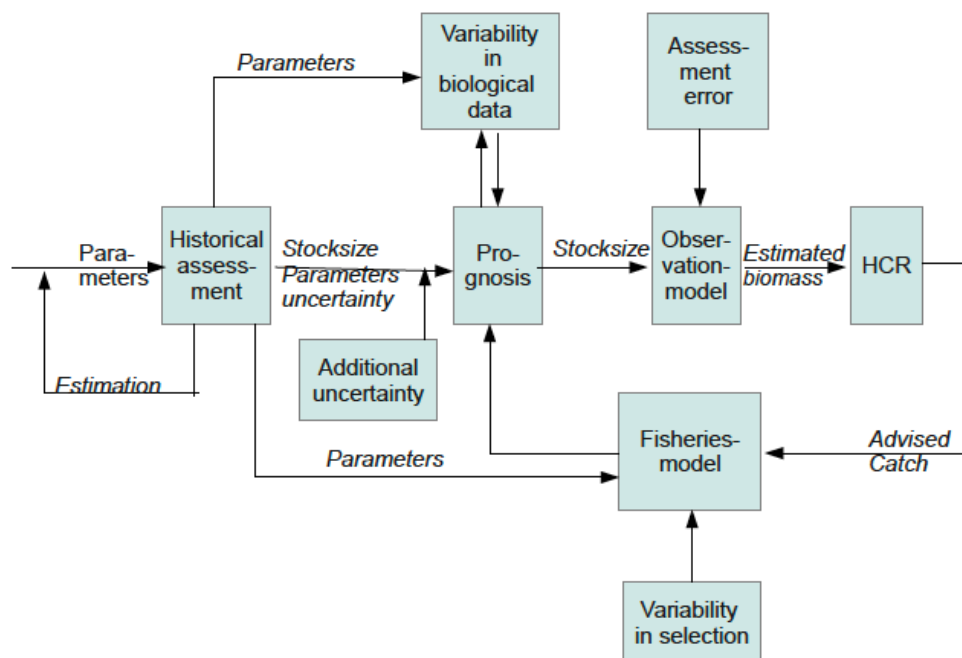 Variability
in
biological
data
Assess-
ment
error
Parameters
Para-
meters
Historical
assess-
ment
Stocksize
Parameters
uncertainty
Pro-
gnosis
Stocksize
Obser-
vation-
model
Estimated
biomass
HCR
Estimation
Additional
uncertainty
Parameters
Fisheries-
model
Advised
Catch
Variability
in selection